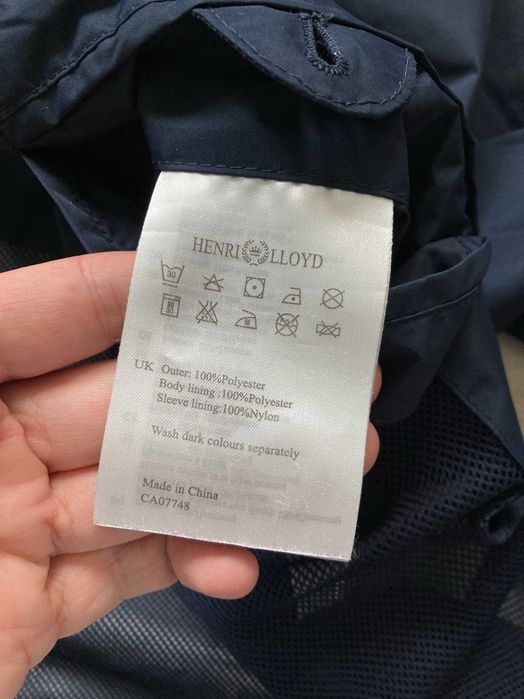 HENRI LLOYD
30
UK Outer: 100%Polyester
Body lining :100%Polyester
Sleeve lining:100%Nylon
Wash dark colours separately
Made in China
CA07748